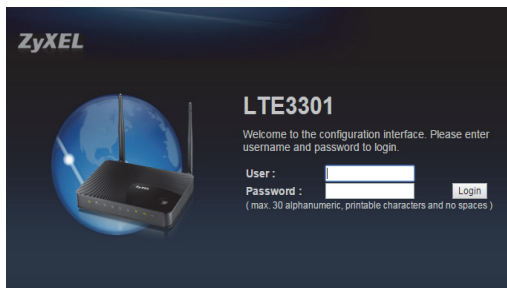 ZyXEL
LTE3301
Welcome to the configuration interface. Please enter
username and password to login.
User :
Password :
Login
( max. 30 alphanumeric, printable characters and no spaces )